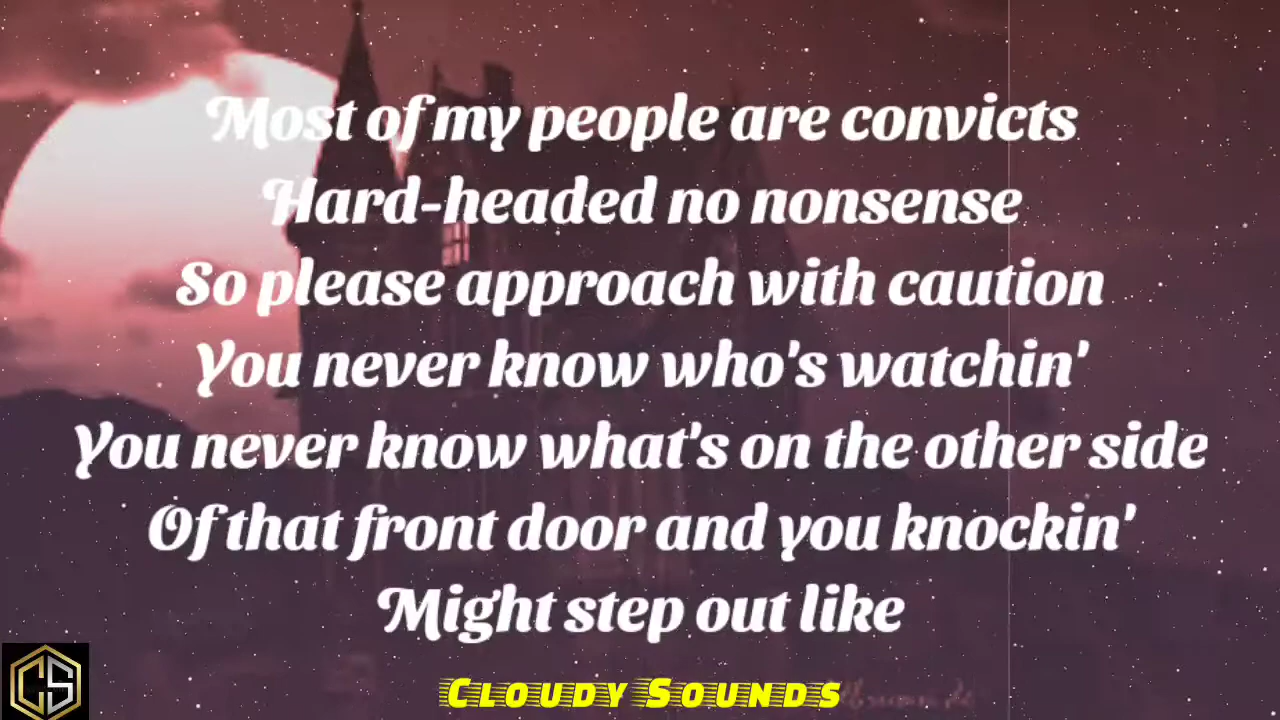 Most of my people are convicts
Hard-headed no nonsense
So please approach with caution
You never know who's watchin'
You never know what's on the other side
Of that front door and you knockin'
Might step out like
CS
CLOUDY SOUNDS